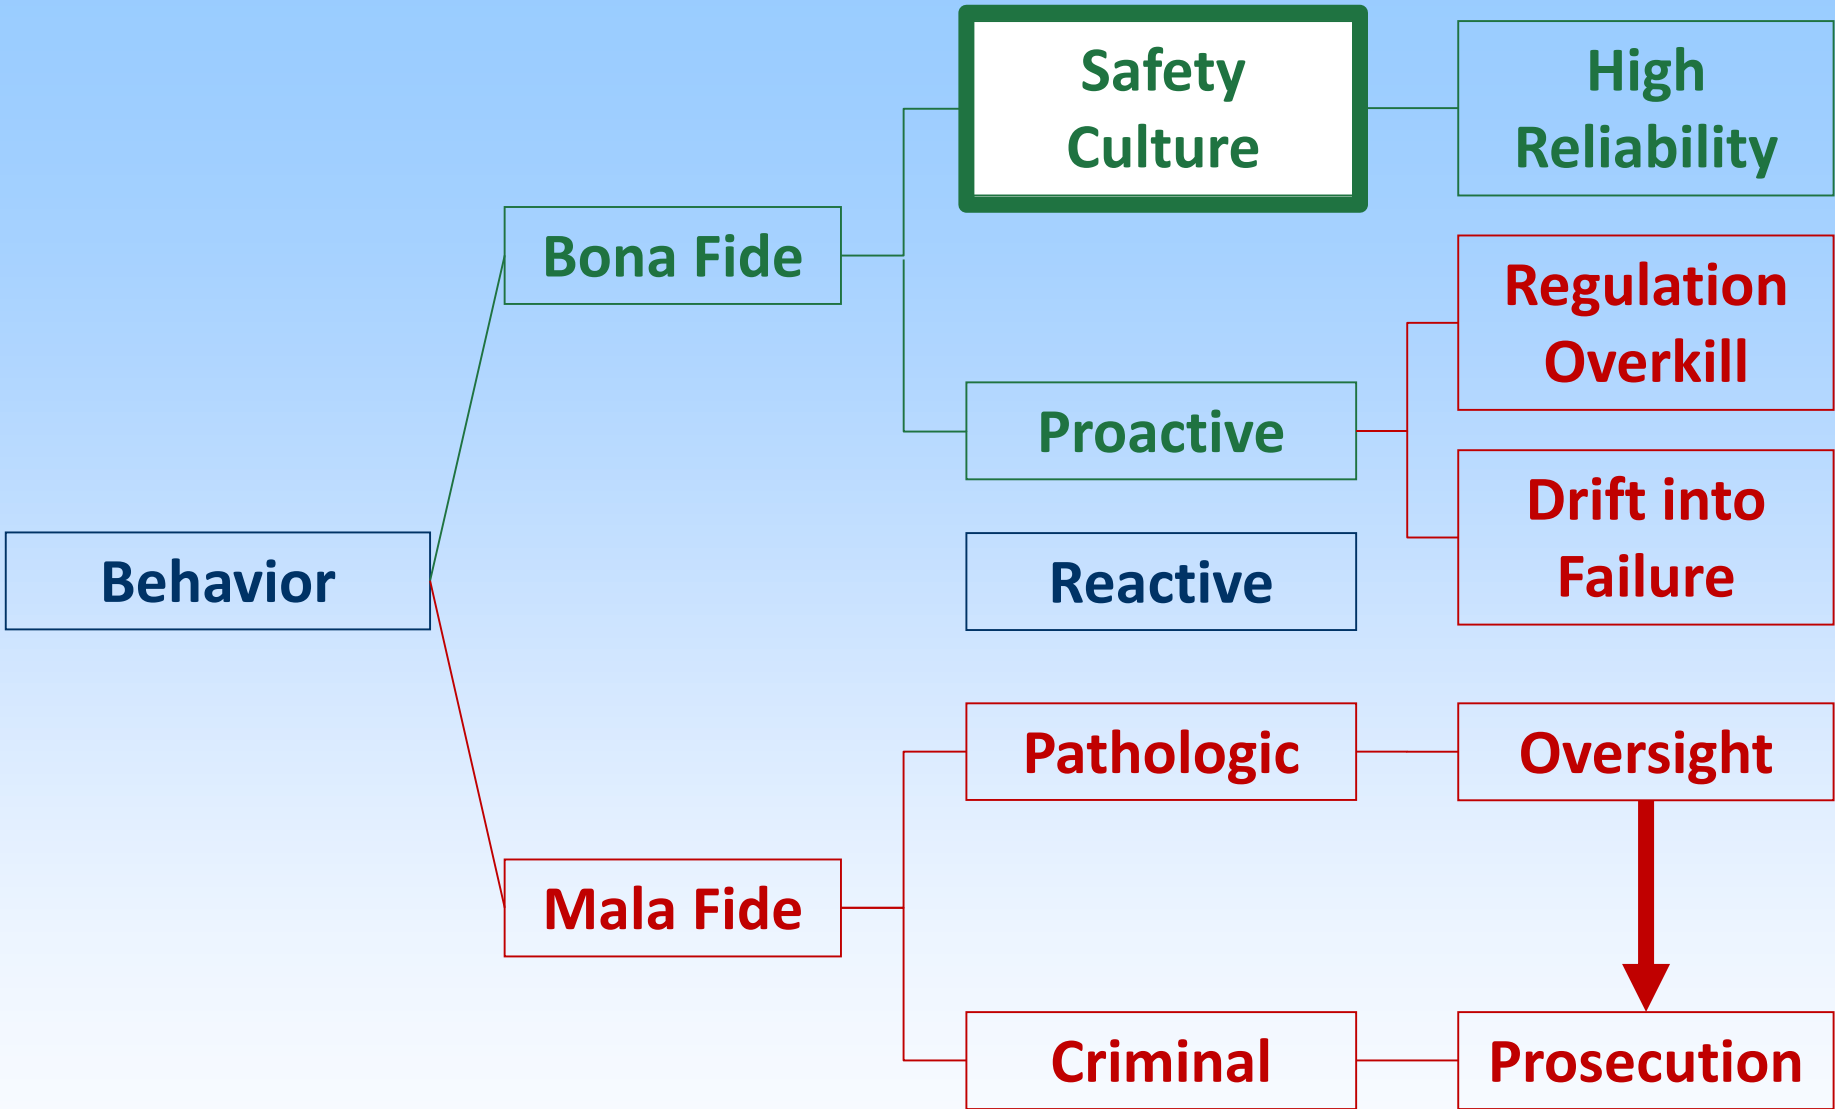 Safety
Culture
High
Reliability
Bona Fide
Regulation
Overkill
Proactive
Drift into
Failure
Behavior
Reactive
Pathologic
Oversight
Mala Fide
Criminal
Prosecution